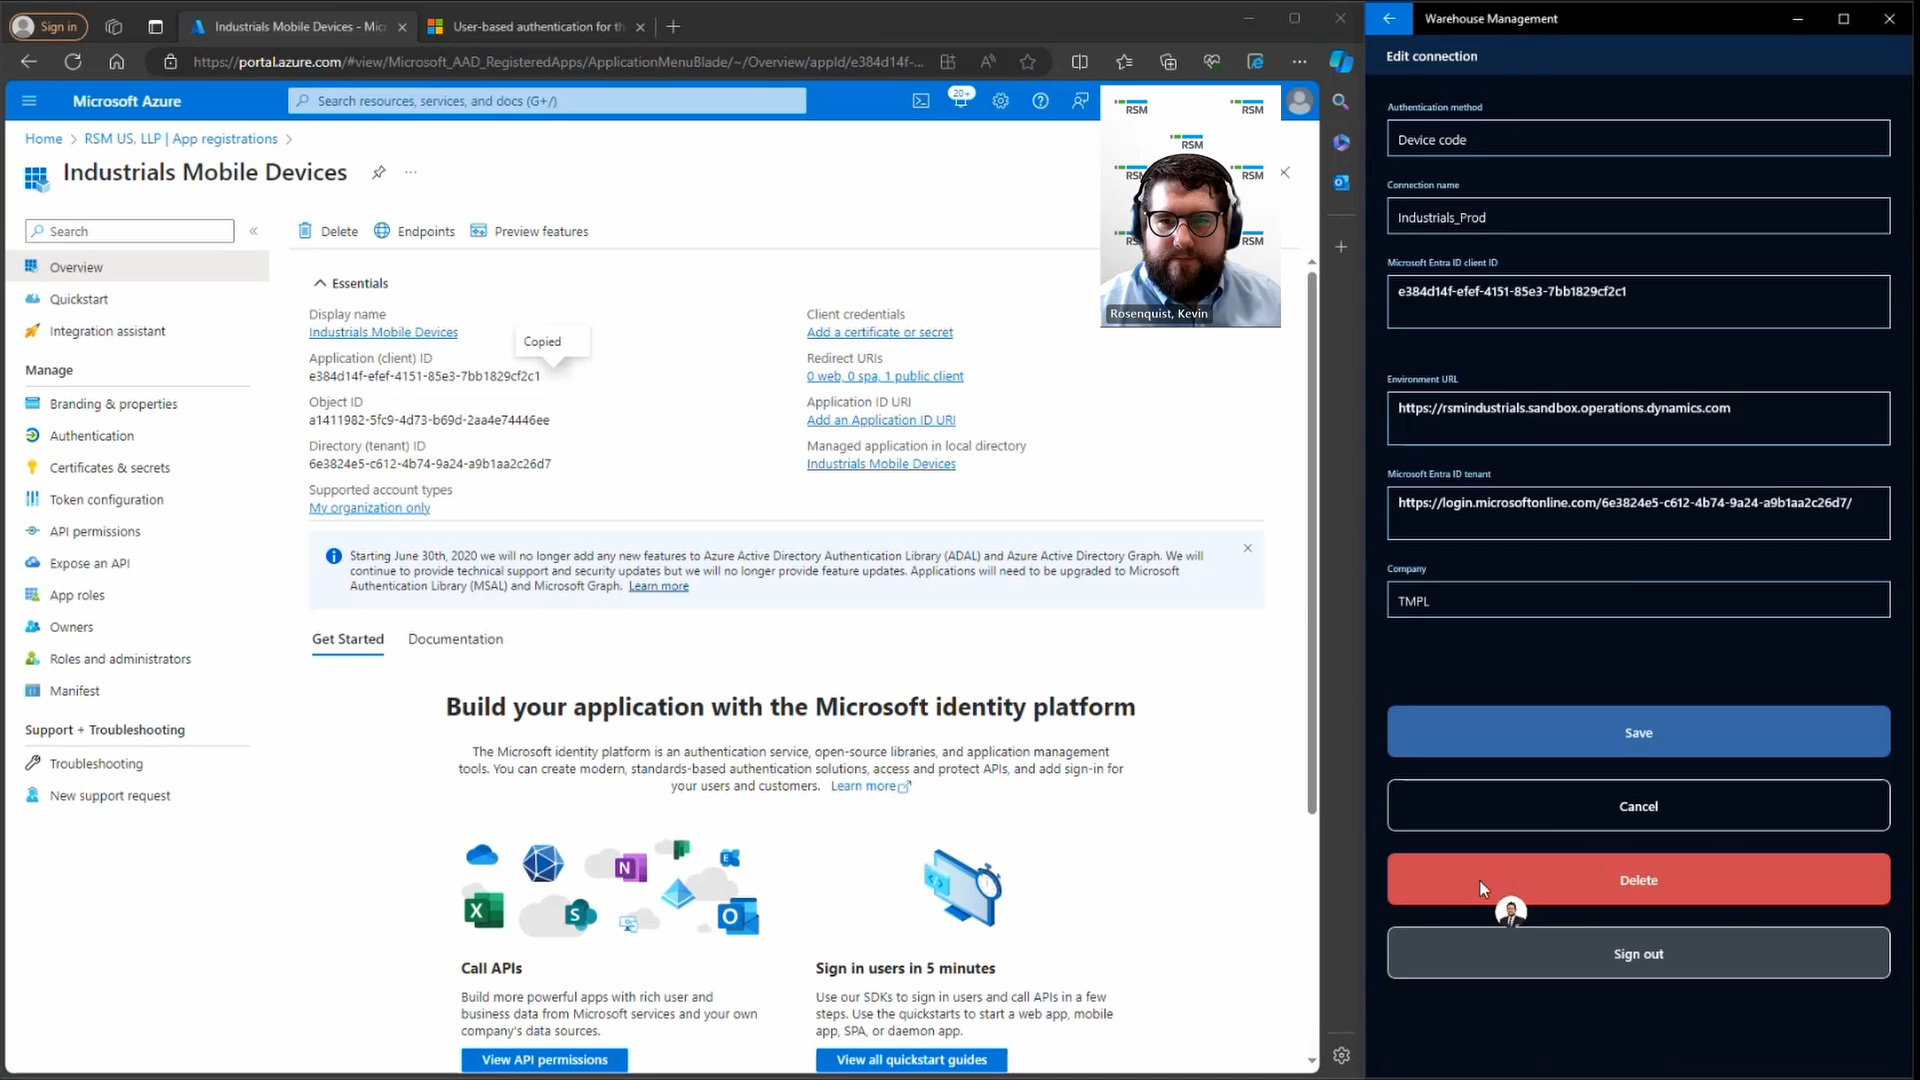 Sign in
Industrials Mobile Devices - Micr
User-based authentication for th
https://portal.azure.com/#view/Microsoft_AAD_RegisteredApps/ApplicationMenuBlade/~/Overview/appId/e384d14f-...
Microsoft Azure
Search resources, services, and docs (G+/)
20+
Home > RSM US, LLP | App registrations >
Industrials Mobile Devices
...
Search
«
Delete
Endpoints
Preview features
Overview
Quickstart
Integration assistant
Manage
Branding & properties
Authentication
Certificates & secrets
Token configuration
API permissions
Expose an API
App roles
Owners
Roles and administrators
Manifest
Support + Troubleshooting
Troubleshooting
New support request
Essentials
Display name
Industrials Mobile Devices
Copied
Application (client) ID
e384d14f-efef-4151-85e3-7bb1829cf2c1
Object ID
a1411982-5fc9-4d73-b69d-2aa4e74446ee
Directory (tenant) ID
6e3824e5-c612-4b74-9a24-a9b1aa2c26d7
Supported account types
My organization only
Client credentials
Add a certificate or secret
Redirect URIs
0 web, 0 spa, 1 public client
Application ID URI
Add an Application ID URI
Managed application in local directory
Industrials Mobile Devices
Starting June 30th, 2020 we will no longer add any new features to Azure Active Directory Authentication Library (ADAL) and Azure Active Directory Graph. We will
continue to provide technical support and security updates but we will no longer provide feature updates. Applications will need to be upgraded to Microsoft
Authentication Library (MSAL) and Microsoft Graph. Learn more
Get Started
Documentation
Build your application with the Microsoft identity platform
The Microsoft identity platform is an authentication service, open-source libraries, and application management
tools. You can create modern, standards-based authentication solutions, access and protect APIs, and add sign-in for
your users and customers. Learn more
N
E
X
S
O
Call APIs
Build more powerful apps with rich user and
business data from Microsoft services and your own
company's data sources.
View API permissions
Sign in users in 5 minutes
Use our SDKs to sign in users and call APIs in a few
steps. Use the quickstarts to start a web app, mobile
app, SPA, or daemon app.
View all quickstart guides
RSM
RSM
RSM
RSM
RSM
RS
RSM
Rosenquist, Kevin
Warehouse Management
Edit connection
Authentication method
Device code
Connection name
Industrials_Prod
Microsoft Entra ID client ID
e384d14f-efef-4151-85e3-7bb1829cf2c1
Environment URL
https://rsmindustrials.sandbox.operations.dynamics.com
Microsoft Entra ID tenant
https://login.microsoftonline.com/6e3824e5-c612-4b74-9a24-a9b1aa2c26d7/
Company
TMPL
Save
Cancel
Delete
Sign out